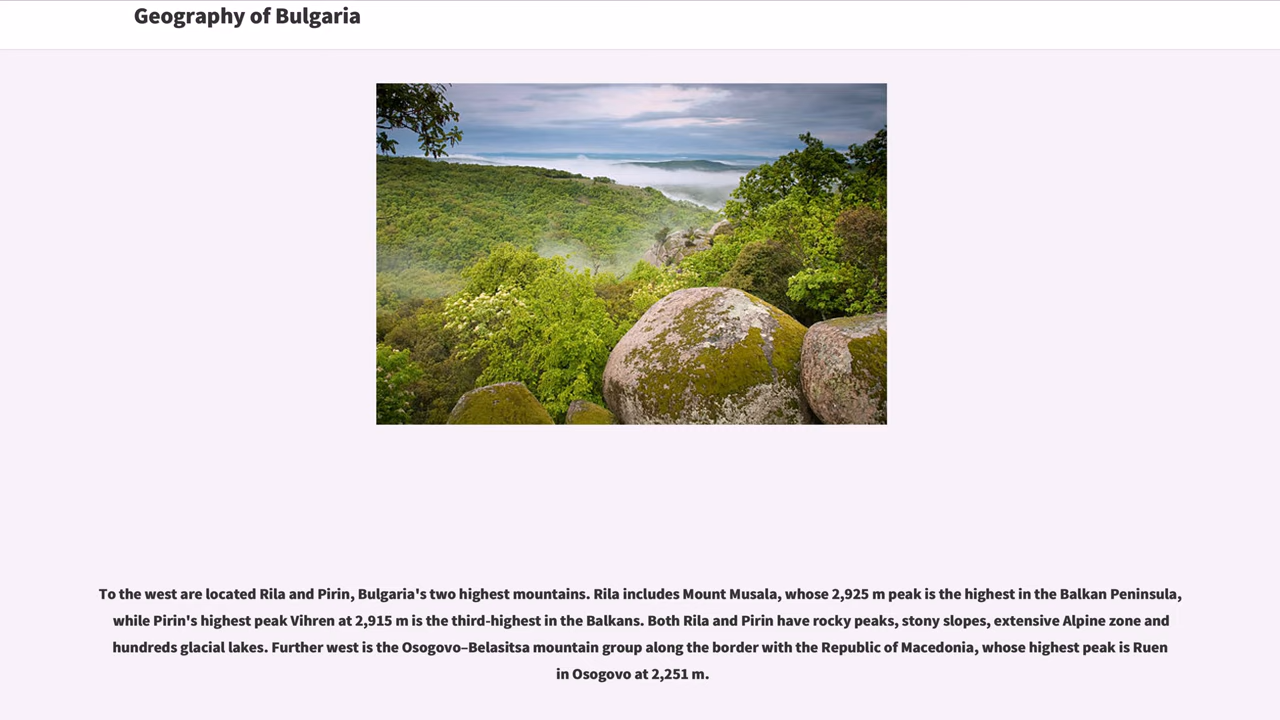 Geography of Bulgaria
To the west are located Rila and Pirin, Bulgaria's two highest mountains. Rila includes Mount Musala, whose 2,925 m peak is the highest in the Balkan Peninsula,
while Pirin's highest peak Vihren at 2,915 m is the third-highest in the Balkans. Both Rila and Pirin have rocky peaks, stony slopes, extensive Alpine zone and
hundreds glacial lakes. Further west is the Osogovo–Belasitsa mountain group along the border with the Republic of Macedonia, whose highest peak is Ruen
in Osogovo at 2,251 m.